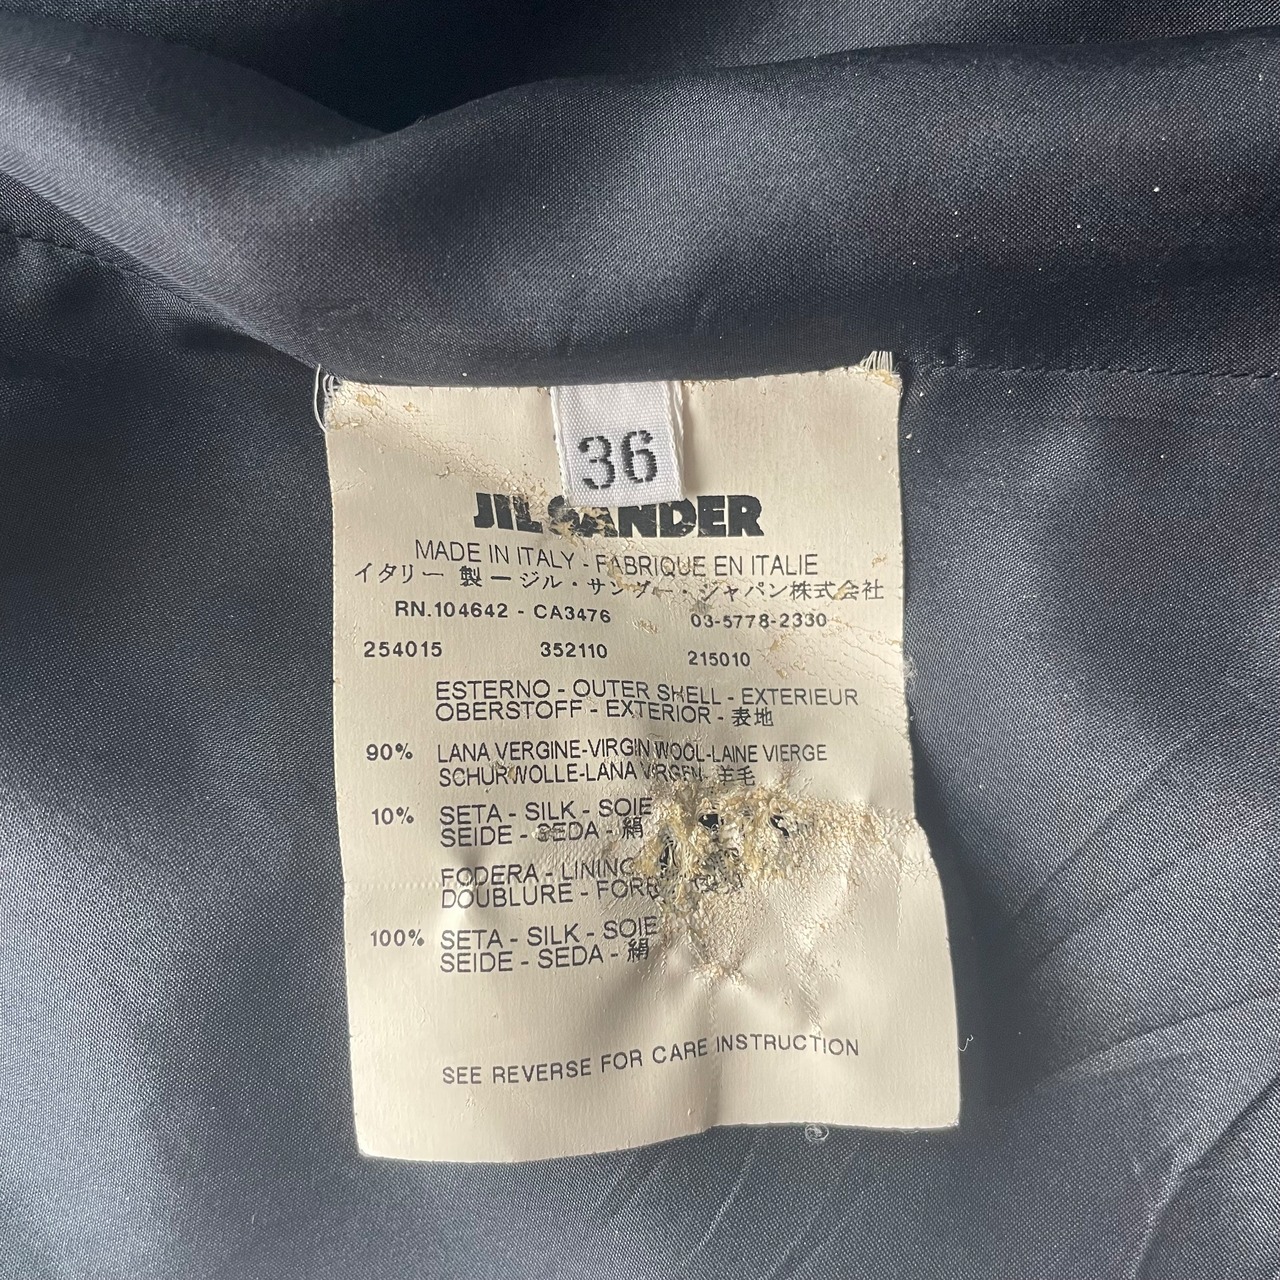 36
JIL SANDER
MADE IN ITALY - FABRIQUE EN ITALIE
イタリー 製 ー ジル・サンダー・ジャパン株式会社
RN.104642 - CA3476 03-5778-2330
254015 352110 215010
ESTERNO - OUTER SHELL - EXTERIEUR
OBERSTOFF - EXTERIOR - 表地
90% LANA VERGINE-VIRGIN WOOL-LAINE VIERGE
SCHURWOLLE-LANA VIRGEN- 羊毛
10% SETA - SILK - SOIE
SEIDE - SEDA - 絹
FODERA - LINING
DOUBLURE -
100% SETA - SILK - SOIE
SEIDE - SEDA - 絹
SEE REVERSE FOR CARE INSTRUCTION